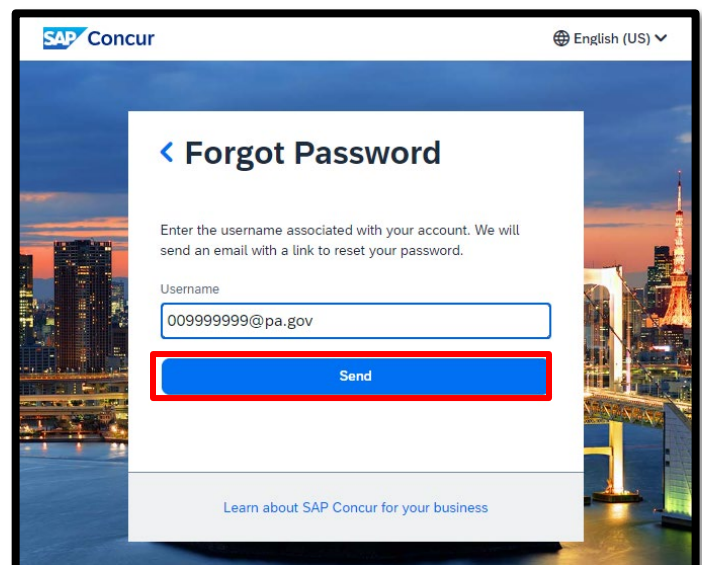 SAP Concur
English (US)
Forgot Password
Enter the username associated with your account. We will
send an email with a link to reset your password.
Username
009999999@pa.gov
Send
Learn about SAP Concur for your business